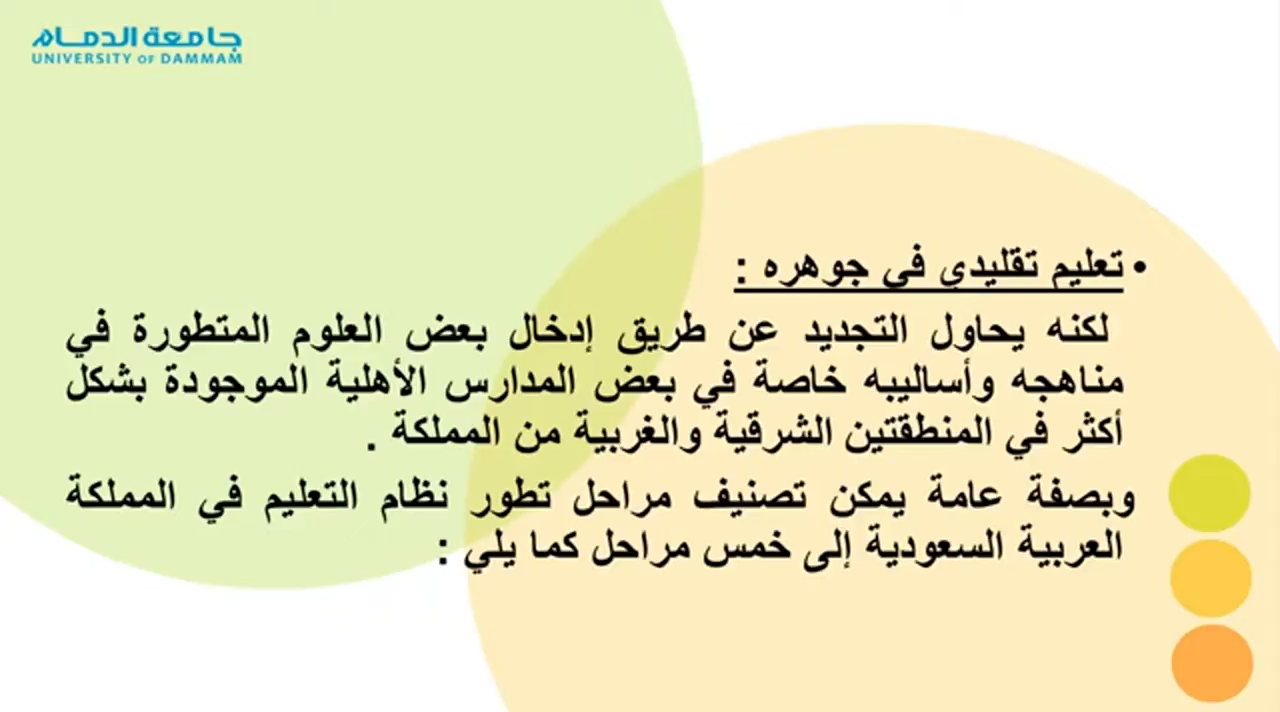 جامعة الدمام
UNIVERSITY OF DAMMAM
• تعليم تقليدي في جوهره :
لكنه يحاول التجديد عن طريق إدخال بعض العلوم المتطورة في
مناهجه وأساليبه خاصة في بعض المدارس الأهلية الموجودة بشكل
أكثر في المنطقتين الشرقية والغربية من المملكة .
وبصفة عامة يمكن تصنيف مراحل تطور نظام التعليم في المملكة
العربية السعودية إلى خمس مراحل كما يلي :